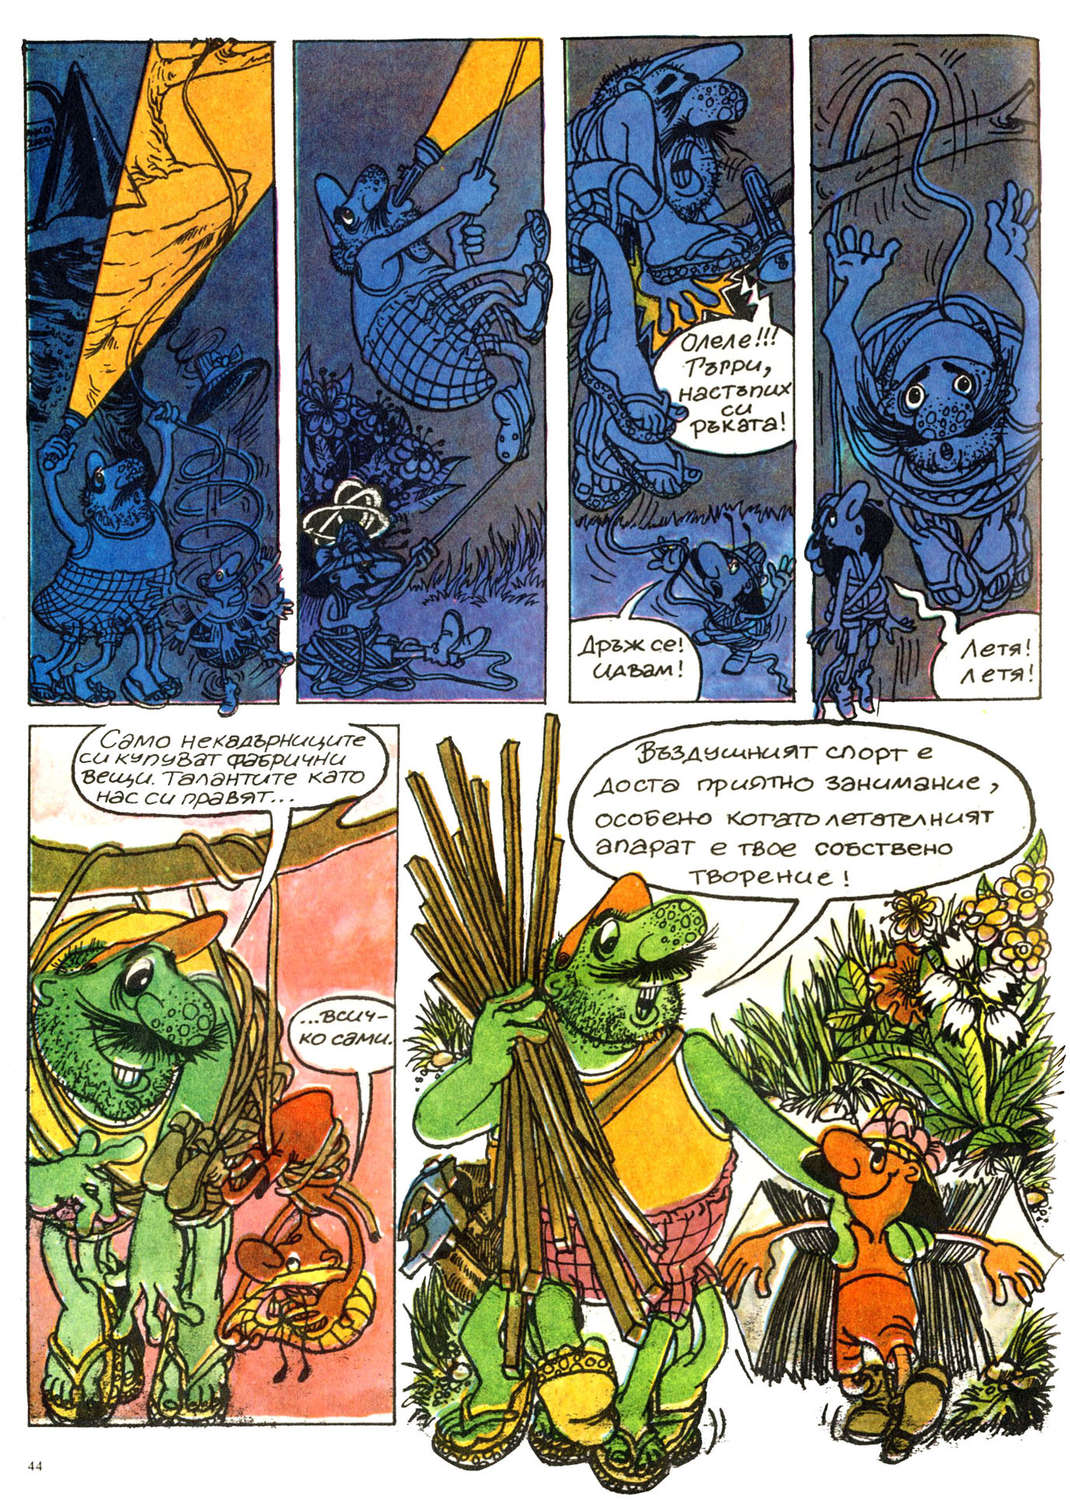 Олеле!!!
Гърри,
настъпих
си
ръката!
Дръж се!
Идвам!
Летя!
летя!
Само некадърниците
си купуват фабрични
вещи. Талантите като
нас си правят...
...всич-
ко сами.
Въздушният спорт е
доста приятно занимание,
особено когато летателният
апарат е твое собствено
творение!
44